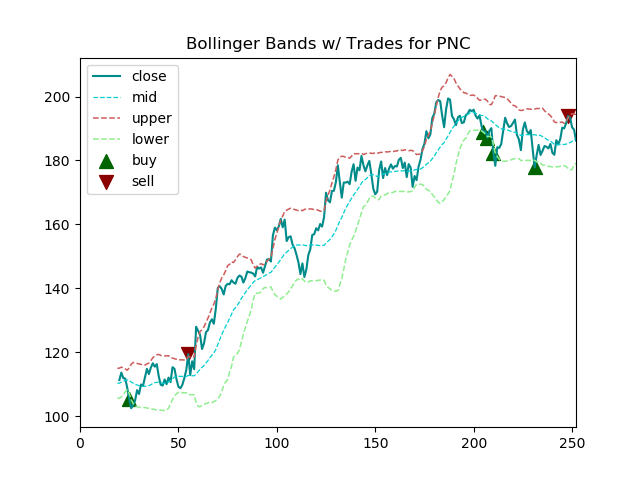 Bollinger Bands w/ Trades for PNC
close
mid
upper
lower
buy
sell
200
180
160
140
120
100
0 50 100 150 200 250